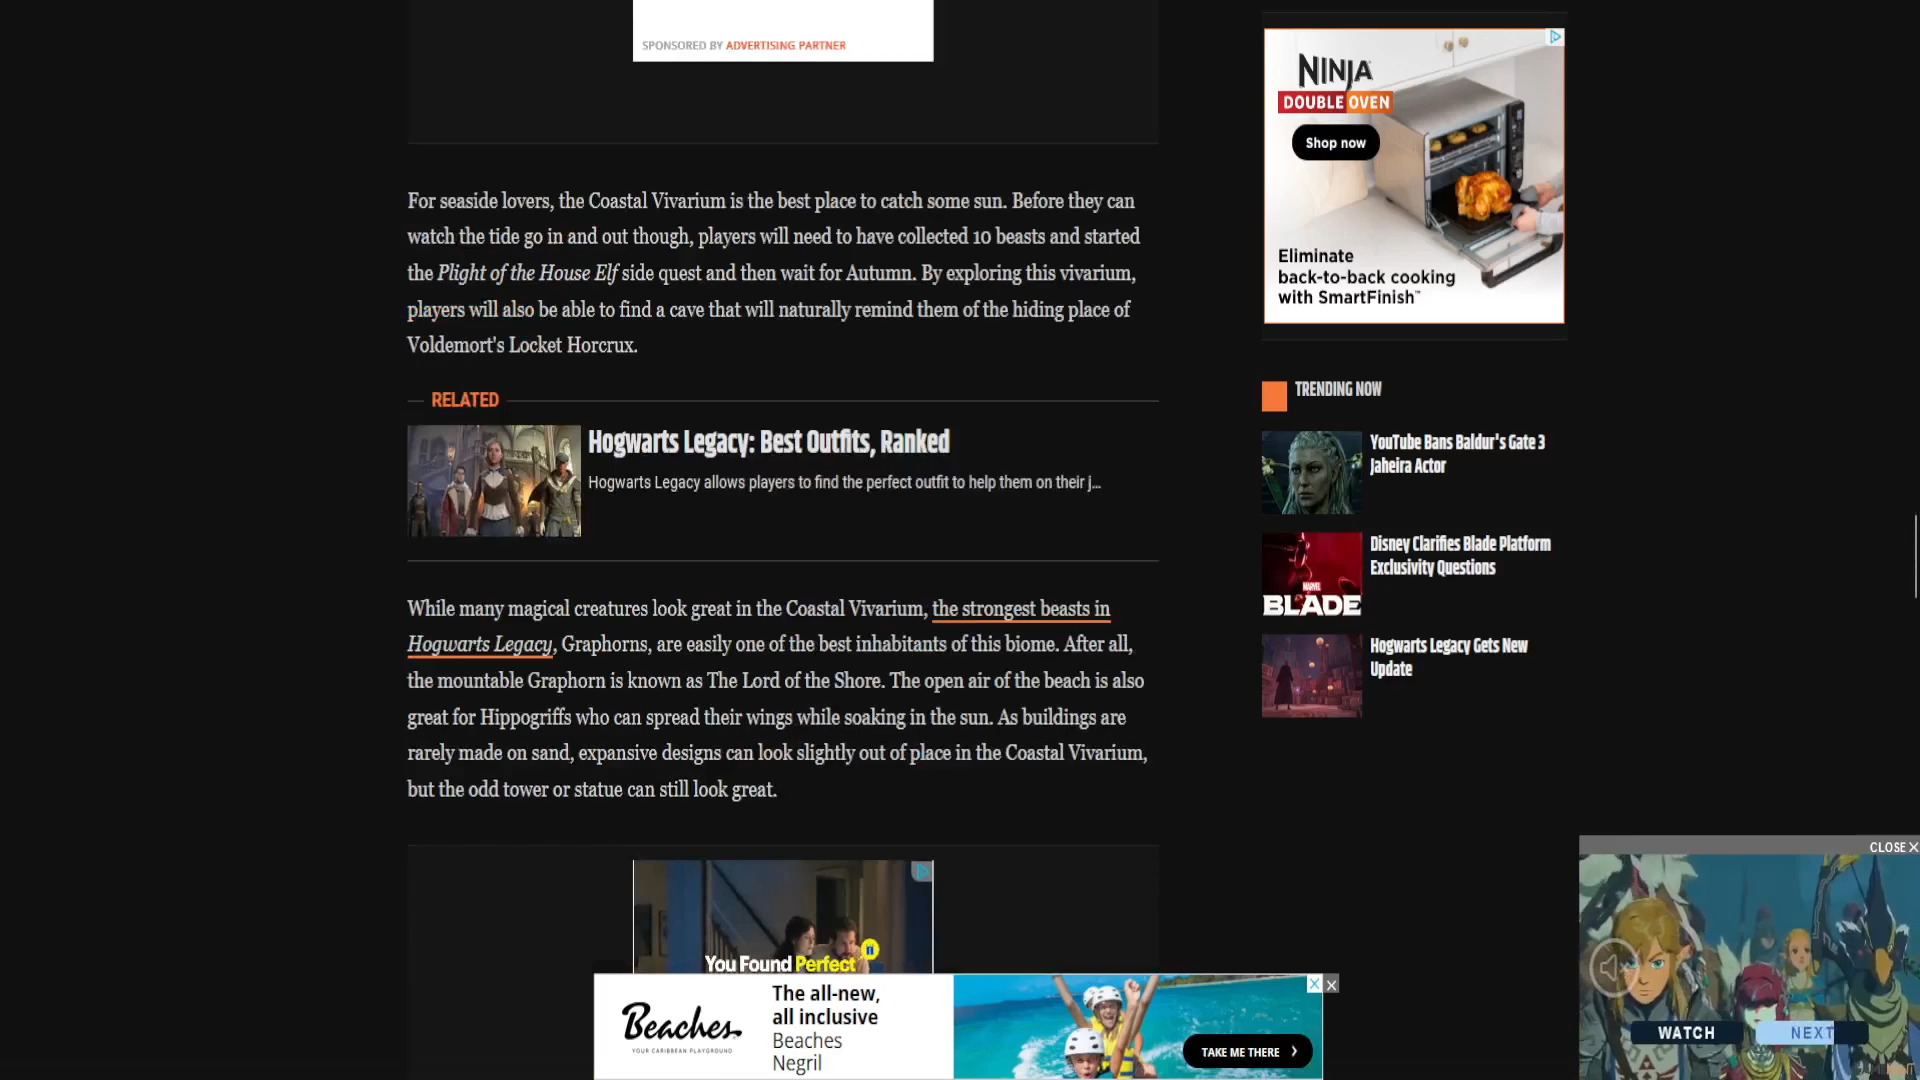 SPONSORED BY ADVERTISING PARTNER
For seaside lovers, the Coastal Vivarium is the best place to catch some sun. Before they can
watch the tide go in and out though, players will need to have collected 10 beasts and started
the Plight of the House Elf side quest and then wait for Autumn. By exploring this vivarium,
players will also be able to find a cave that will naturally remind them of the hiding place of
Voldemort's Locket Horcrux.
RELATED
Hogwarts Legacy: Best Outfits, Ranked
Hogwarts Legacy allows players to find the perfect outfit to help them on their j...
While many magical creatures look great in the Coastal Vivarium, the strongest beasts in
Hogwarts Legacy, Graphorns, are easily one of the best inhabitants of this biome. After all,
the mountable Graphorn is known as The Lord of the Shore. The open air of the beach is also
great for Hippogriffs who can spread their wings while soaking in the sun. As buildings are
rarely made on sand, expansive designs can look slightly out of place in the Coastal Vivarium,
but the odd tower or statue can still look great.
You Found Perfect
Beaches
YOUR CARIBBEAN PLAYGROUND
The all-new,
all inclusive
Beaches
Negril
TAKE ME THERE
NINJA
DOUBLE OVEN
Shop now
Eliminate
back-to-back cooking
with SmartFinish™
TRENDING NOW
YouTube Bans Baldur's Gate 3
Jaheira Actor
MARVEL
BLADE
Disney Clarifies Blade Platform
Exclusivity Questions
Hogwarts Legacy Gets New
Update
CLOSE X
WATCH
NEXT